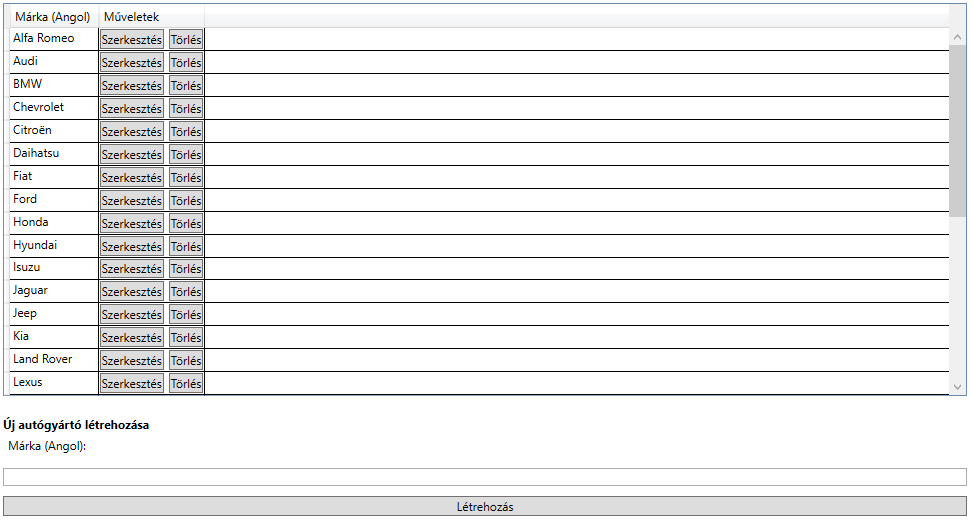 Márka (Angol) Műveletek
Alfa Romeo Szerkesztés Törlés
Audi Szerkesztés Törlés
BMW Szerkesztés Törlés
Chevrolet Szerkesztés Törlés
Citroën Szerkesztés Törlés
Daihatsu Szerkesztés Törlés
Fiat Szerkesztés Törlés
Ford Szerkesztés Törlés
Honda Szerkesztés Törlés
Hyundai Szerkesztés Törlés
Isuzu Szerkesztés Törlés
Jaguar Szerkesztés Törlés
Jeep Szerkesztés Törlés
Kia Szerkesztés Törlés
Land Rover Szerkesztés Törlés
Lexus Szerkesztés Törlés
Új autógyártó létrehozása
Márka (Angol):
Létrehozás